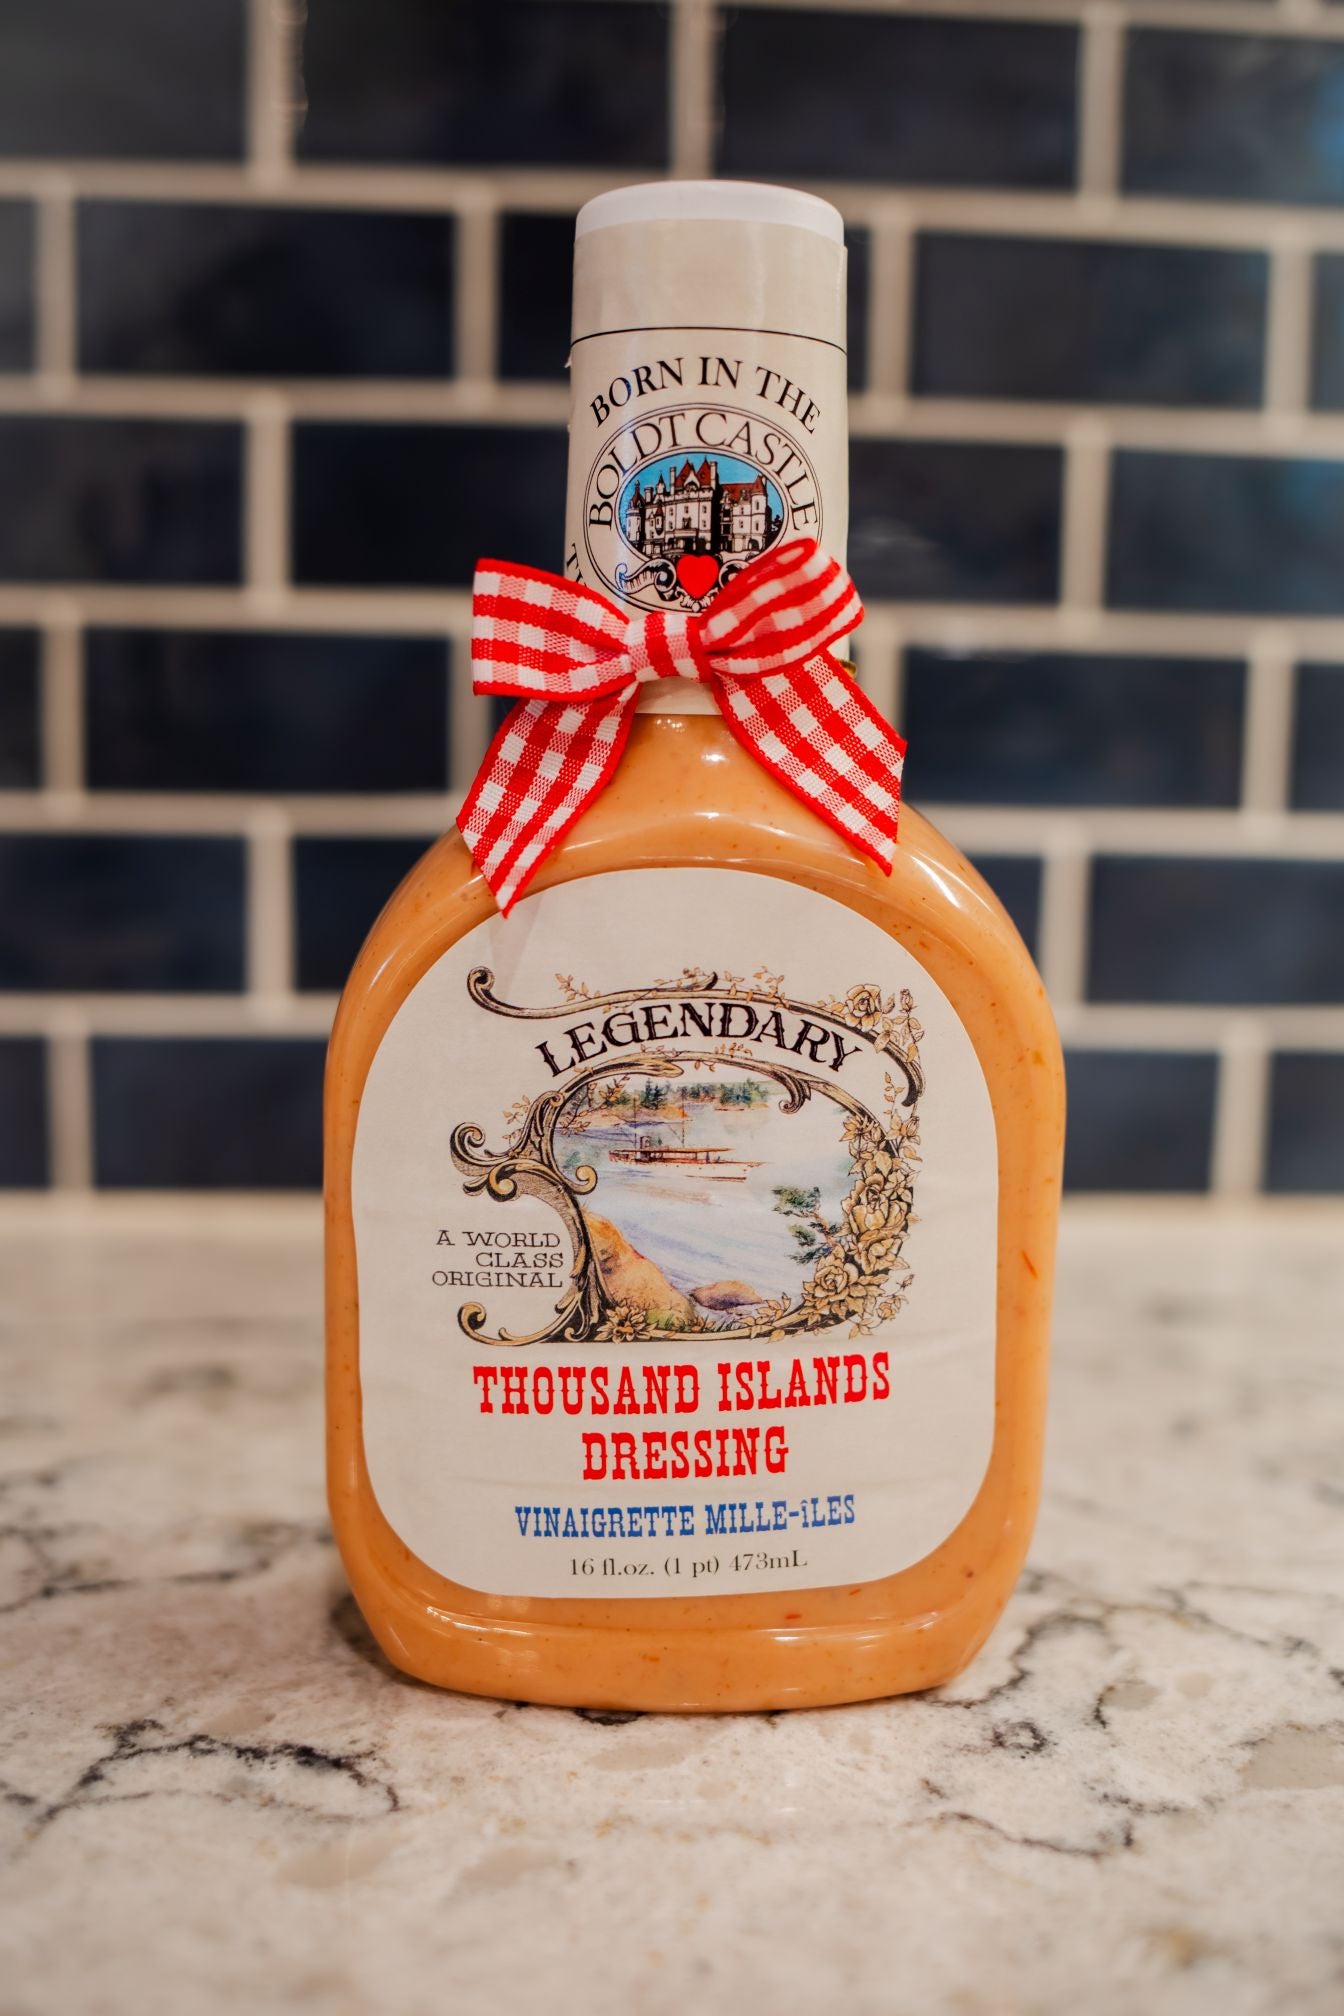 BORN IN THE
BOLDT CASTLE
LEGENDARY
A WORLD
CLASS
ORIGINAL
THOUSAND ISLANDS
DRESSING
VINAIGRETTE MILLE-îLES
16 fl.oz. (1 pt) 473mL